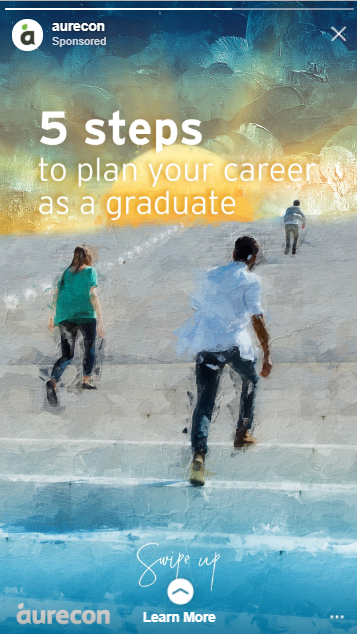 aurecon
Sponsored
5 steps
to plan your career
as a graduate
Swipe up
Learn More
aurecon